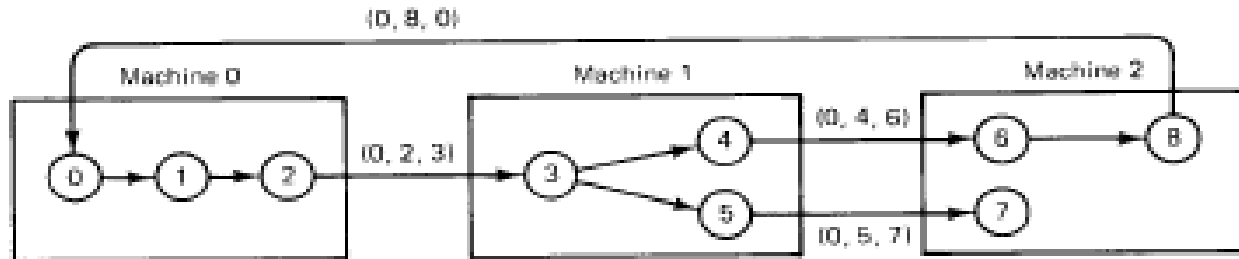 (0, 8, 0)
Machine 0
Machine 1
Machine 2
(0, 2, 3)
(0, 4, 6)
(0, 5, 7)
0
1
2
3
4
5
6
8
7